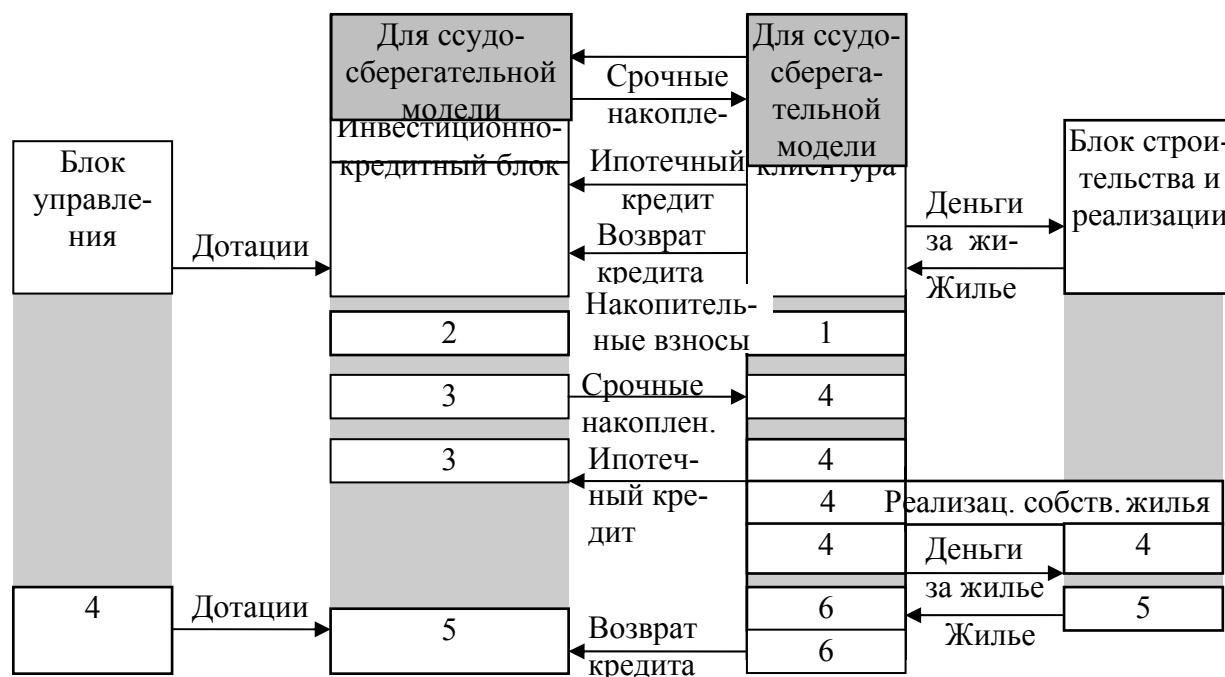 Для ссудо-
сберегательной
модели
Для ссудо-
сберега-
тельной
модели
Срочные
накопле-
Инвестиционно-
кредитный блок
клиентура
Блок
управле-
ния
Блок строи-
тельства и
реализации
Ипотечный
кредит
Возврат
кредита
Дотации
Деньги
за жи-
Жилье
Накопитель-
ные взносы
2
1
3
Срочные
накоплен.
4
3
Ипотеч-
ный кре-
дит
4
4
Реализац. собств. жилья
4
Деньги
за жилье
4
4
Дотации
5
Возврат
кредита
6
6
Жилье
5